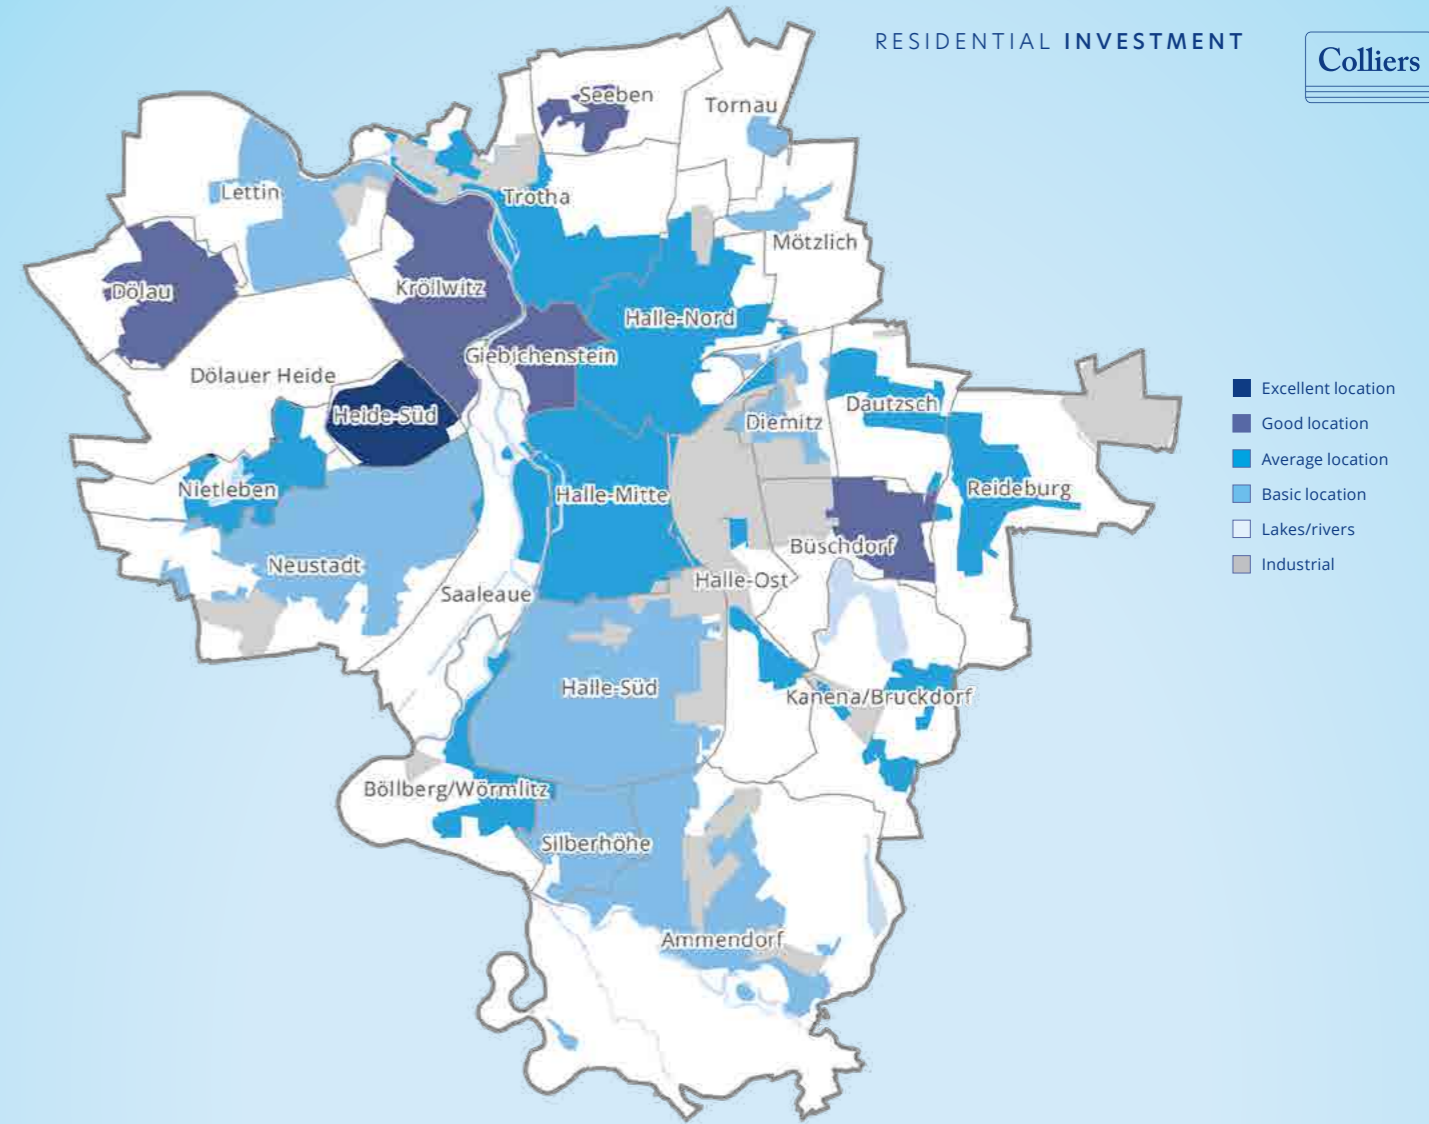 RESIDENTIAL INVESTMENT
Colliers
Seeben
Tornau
Lettin
Trotha
Mötzlich
Dölau
Kröllwitz
Halle-Nord
Giebichenstein
Dölauer Heide
Heide-Süd
Dautzsch
Diemitz
Nietleben
Halle-Mitte
Reideburg
Büschdorf
Neustadt
Halle-Ost
Saaleaue
Halle-Süd
Kanena/Bruckdorf
Böllberg/Wörmlitz
Silberhöhe
Ammendorf
Excellent location
Good location
Average location
Basic location
Lakes/rivers
Industrial